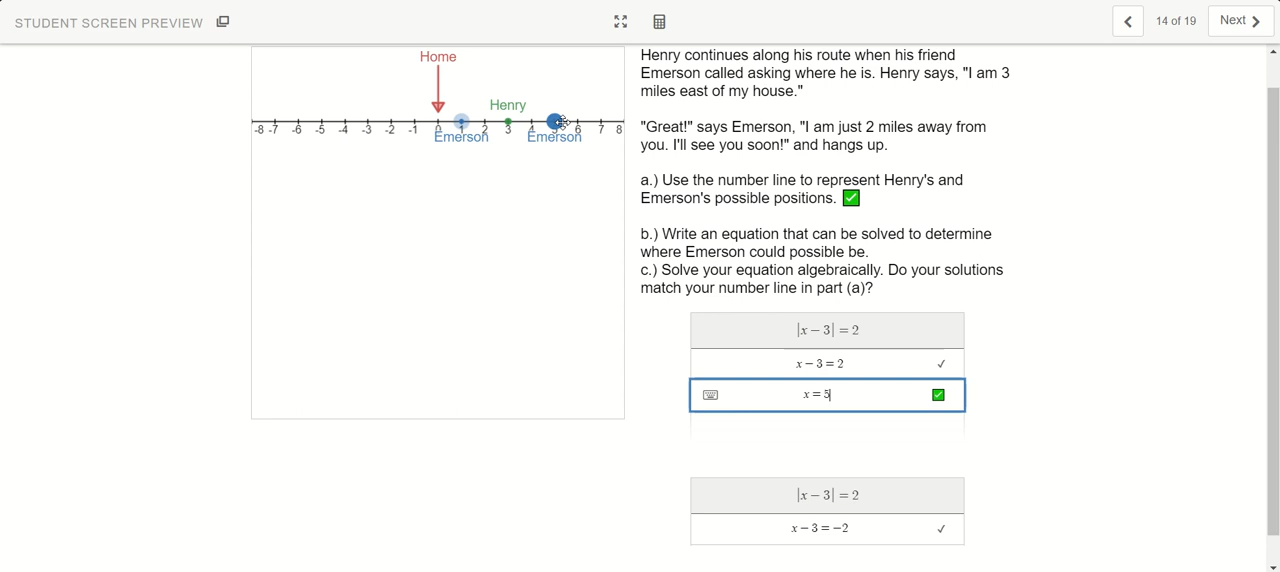 STUDENT SCREEN PREVIEW
14 of 19
Next
Home
Henry
-8 -7 -6 -5 -4 -3 -2 -1 0 1 2 3 4 5 6 7 8
Emerson Emerson
Henry continues along his route when his friend
Emerson called asking where he is. Henry says, "I am 3
miles east of my house."
"Great!" says Emerson, "I am just 2 miles away from
you. I'll see you soon!" and hangs up.
a.) Use the number line to represent Henry's and
Emerson's possible positions.
b.) Write an equation that can be solved to determine
where Emerson could possible be.
c.) Solve your equation algebraically. Do your solutions
match your number line in part (a)?
|x − 3| = 2
x − 3 = 2
x = 5
|x − 3| = 2
x − 3 = −2